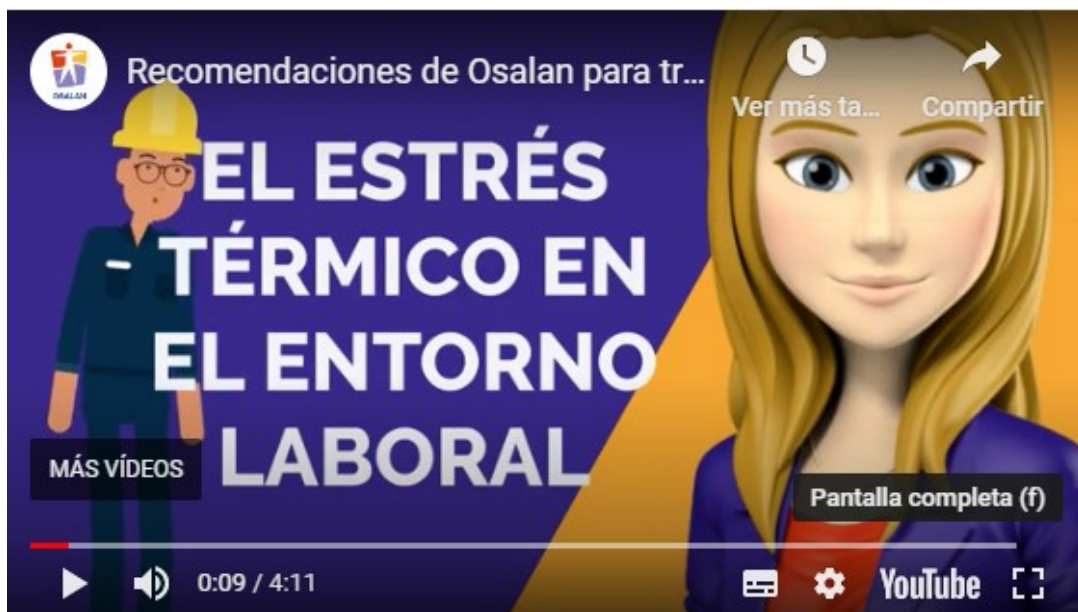 OSALAN
Recomendaciones de Osalan para tr...
Ver más ta...
Compartir
EL ESTRÉS
TÉRMICO EN
EL ENTORNO
LABORAL
MÁS VÍDEOS
Pantalla completa (f)
0:09 / 4:11
YouTube